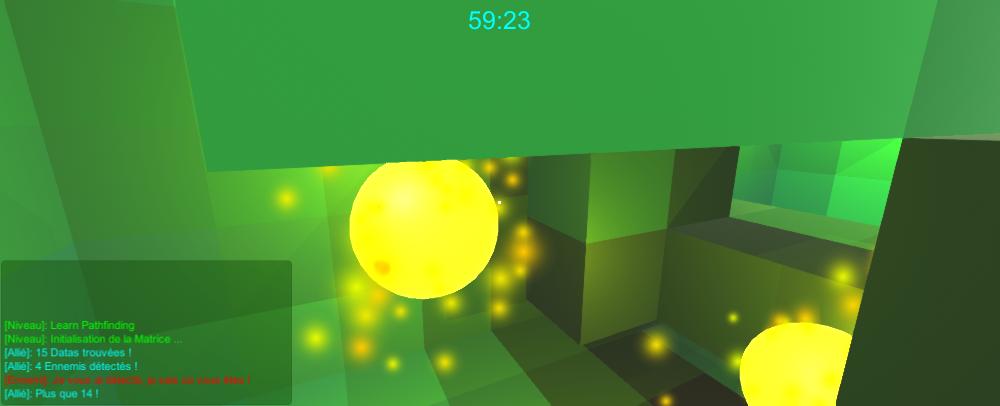 59:23
[Niveau]: Learn Pathfinding
[Niveau]: Initialisation de la Matrice ...
[Allié]: 15 Datas trouvées !
[Allié]: 4 Ennemis détectés !
[Ennemi]: Je vous ai détecté, je sais où vous êtes !
[Allié]: Plus que 14 !